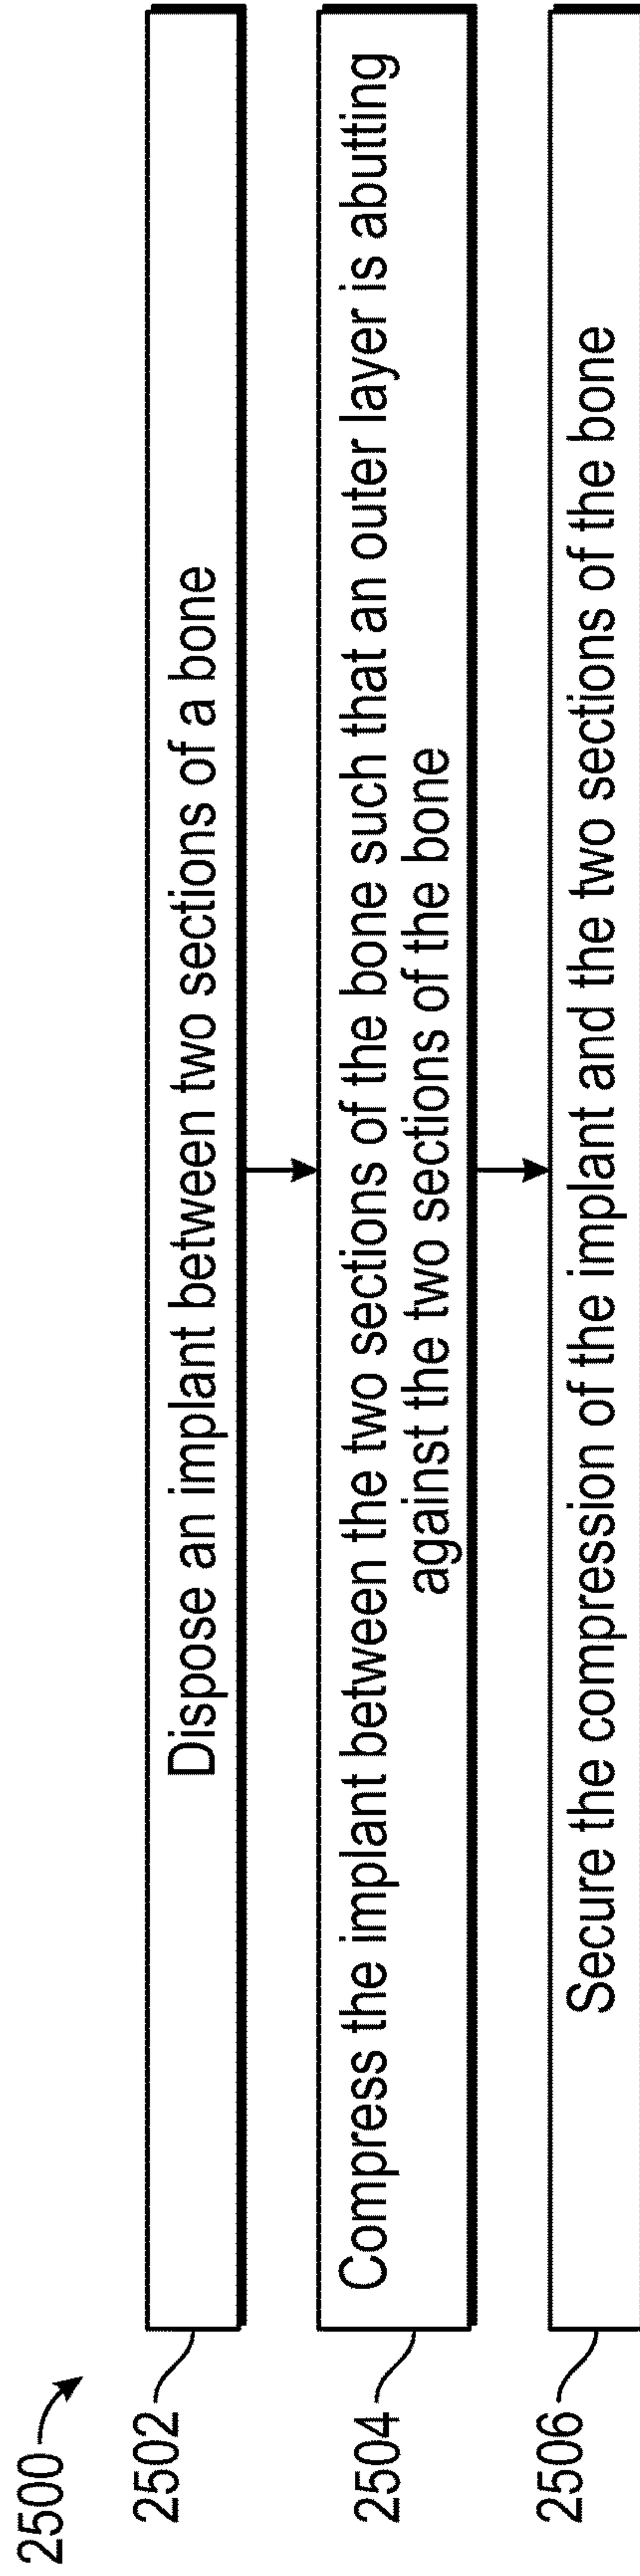 2500
2502
Dispose an implant between two sections of a bone
2504
Compress the implant between the two sections of the bone such that an outer layer is abutting
against the two sections of the bone
2506
Secure the compression of the implant and the two sections of the bone